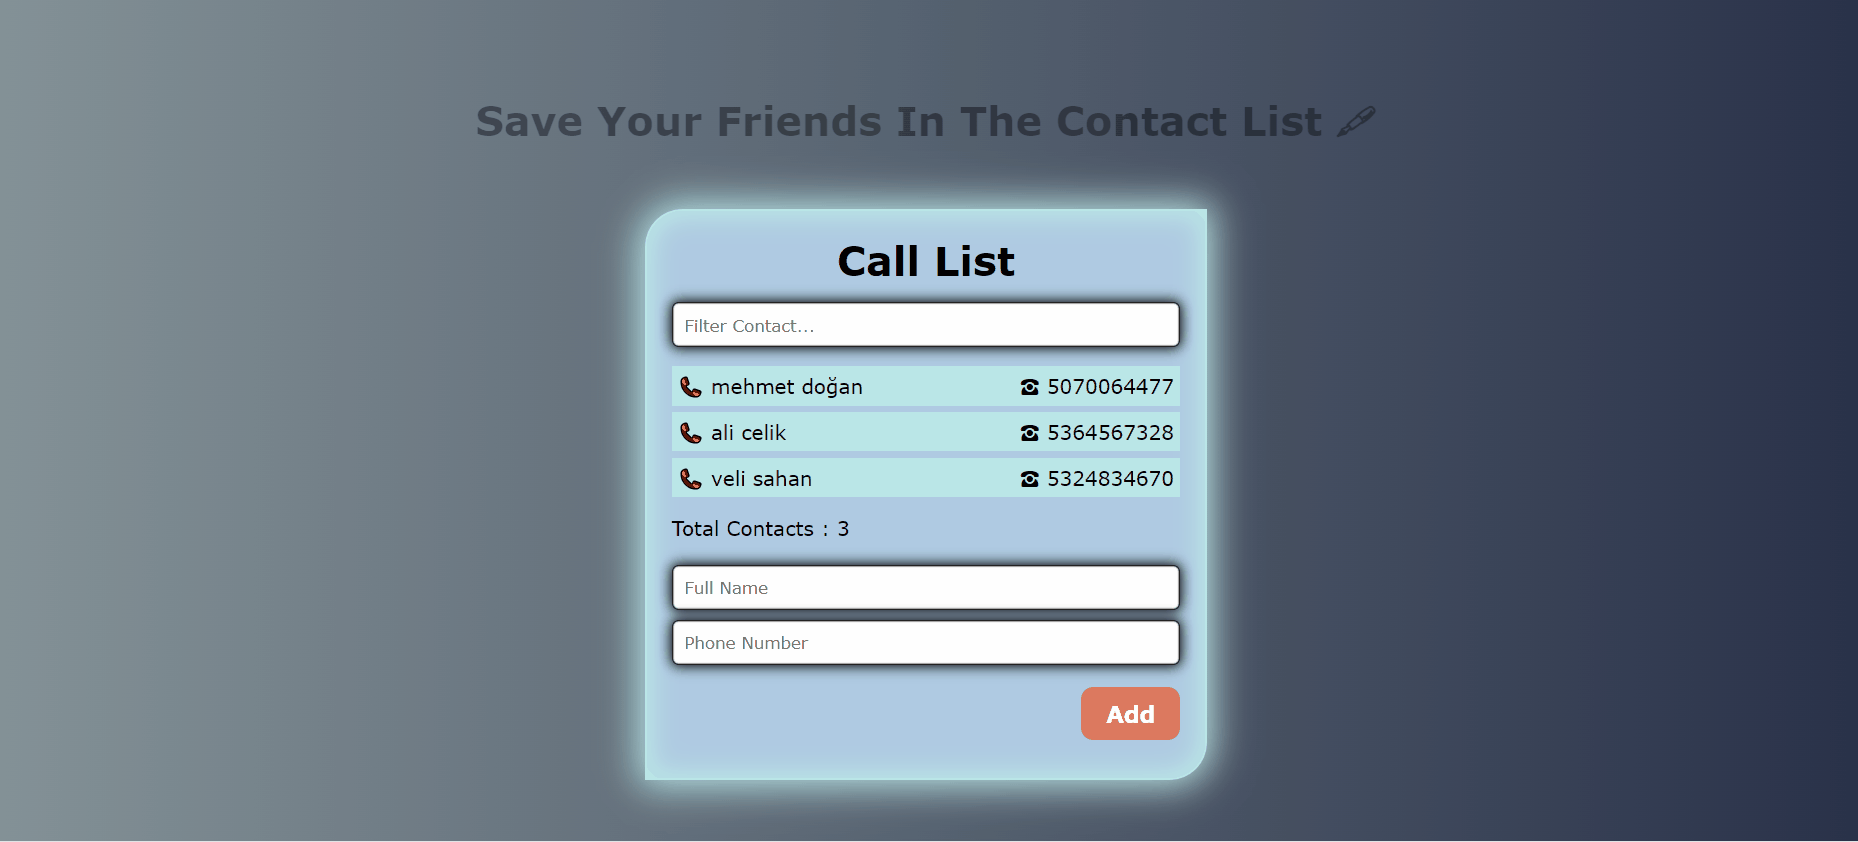 Save Your Friends In The Contact List
Call List
Filter Contact...
mehmet doğan 5070064477
ali celik 5364567328
veli sahan 5324834670
Total Contacts : 3
Full Name
Phone Number
Add